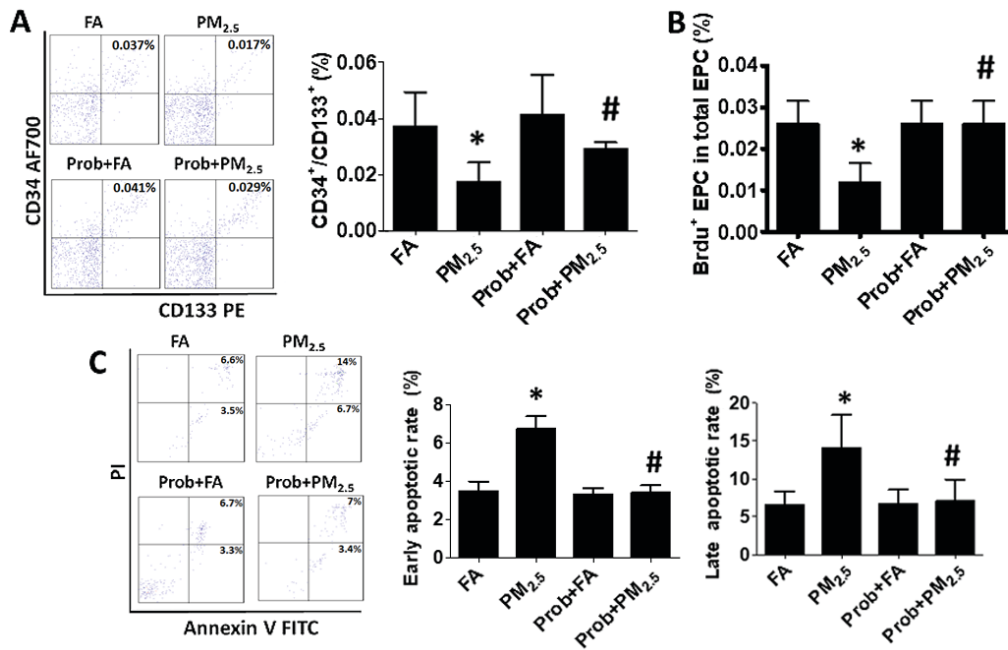 A
FA
PM2.5
0.037%
0.017%
Prob+FA
Prob+PM2.5
0.041%
0.029%
CD34 AF700
CD133 PE
CD34+/CD133+ (%)
0.06
0.04
0.02
0.00
*
#
FA
PM2.5
Prob+FA
Prob+PM2.5
B
Brdu+ EPC in total EPC (%)
0.04
0.03
0.02
0.01
0.00
*
#
FA
PM2.5
Prob+FA
Prob+PM2.5
C
FA
PM2.5
6.6%
14%
3.5%
6.7%
Prob+FA
Prob+PM2.5
6.7%
7%
3.3%
3.4%
PI
Annexin V FITC
Early apoptotic rate (%)
8
6
4
2
0
*
#
FA
PM2.5
Prob+FA
Prob+PM2.5
Late apoptotic rate (%)
20
15
10
5
0
*
#
FA
PM2.5
Prob+FA
Prob+PM2.5